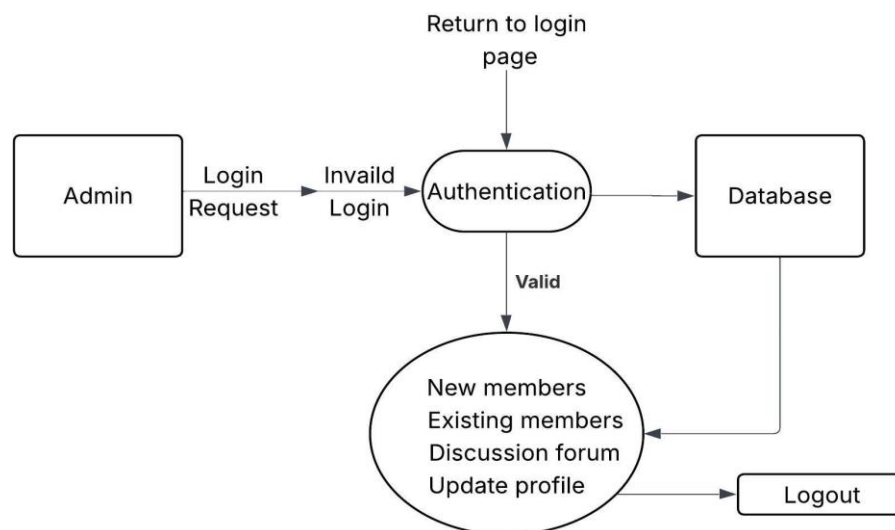 Return to login
page
Admin
Login
Request
Invaild
Login
Authentication
Database
Valid
New members
Existing members
Discussion forum
Update profile
Logout